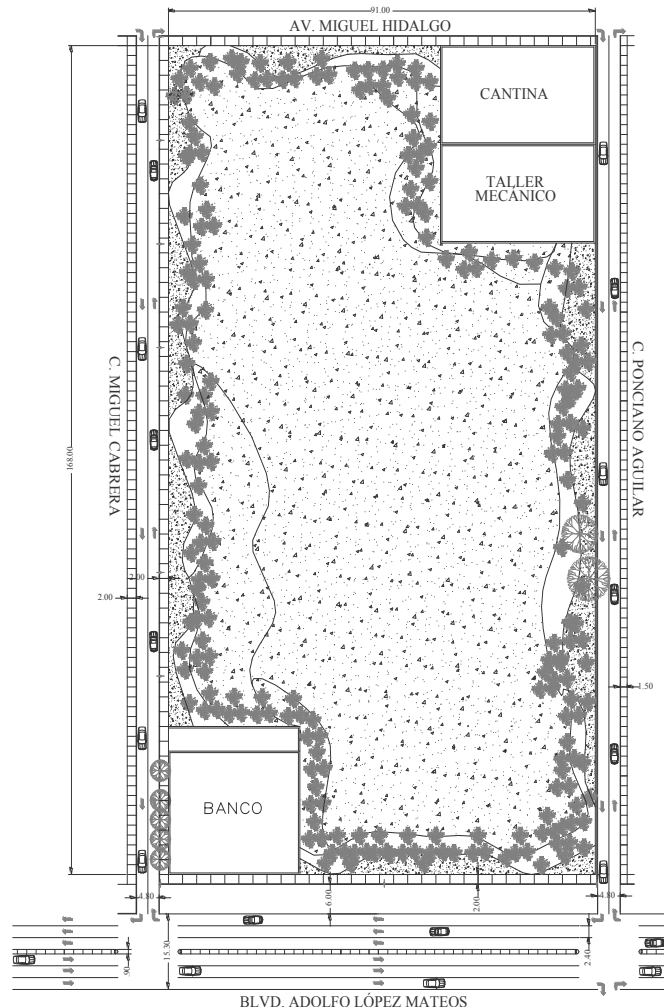 91.00
AV. MIGUEL HIDALGO
CANTINA
TALLER
MECÁNICO
C. MIGUEL CABRERA
168.00
C. PONCIANO AGUILAR
2.00
2.00
1.50
BANCO
4.80
6.00
2.00
4.80
15.30
2.40
.90
BLVD. ADOLFO LÓPEZ MATEOS